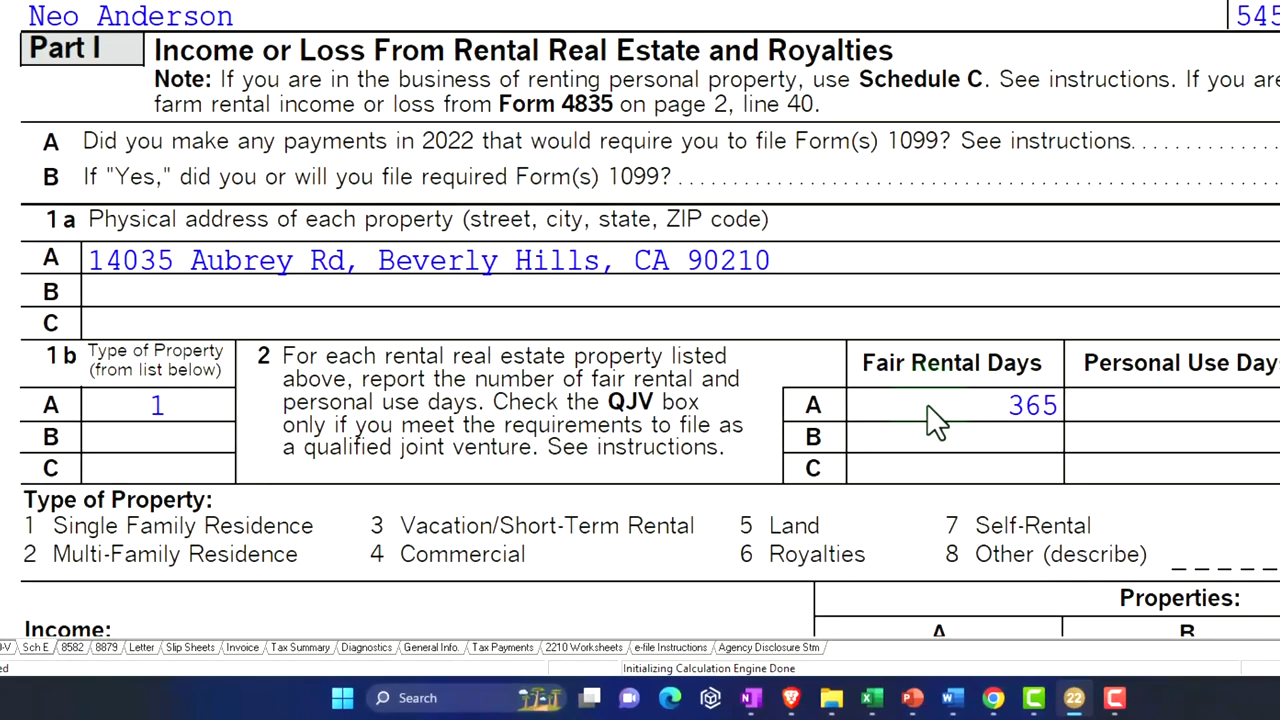 Neo Anderson 545
Part I Income or Loss From Rental Real Estate and Royalties
Note: If you are in the business of renting personal property, use Schedule C. See instructions. If you are
farm rental income or loss from Form 4835 on page 2, line 40.
A Did you make any payments in 2022 that would require you to file Form(s) 1099? See instructions. . . . . . . . . . . . .
B If "Yes," did you or will you file required Form(s) 1099? . . . . . . . . . . . . . . . . . . . . . . . . . . . . . . . . . . . . . . . . . . . . . . . . .
1a Physical address of each property (street, city, state, ZIP code)
A 14035 Aubrey Rd, Beverly Hills, CA 90210
B
C
1b Type of Property
(from list below)
A 1
B
C
2 For each rental real estate property listed
above, report the number of fair rental and
personal use days. Check the QJV box
only if you meet the requirements to file as
a qualified joint venture. See instructions.
Fair Rental Days Personal Use Day
A 365
B
C
Type of Property:
1 Single Family Residence 3 Vacation/Short-Term Rental 5 Land 7 Self-Rental
2 Multi-Family Residence 4 Commercial 6 Royalties 8 Other (describe)
Properties:
Income: A B
-V Sch E 8582 8879 Letter Slip Sheets Invoice Tax Summary Diagnostics General Info. Tax Payments 2210 Worksheets e-file Instructions Agency Disclosure Stm
ed Initializing Calculation Engine Done
Search
22